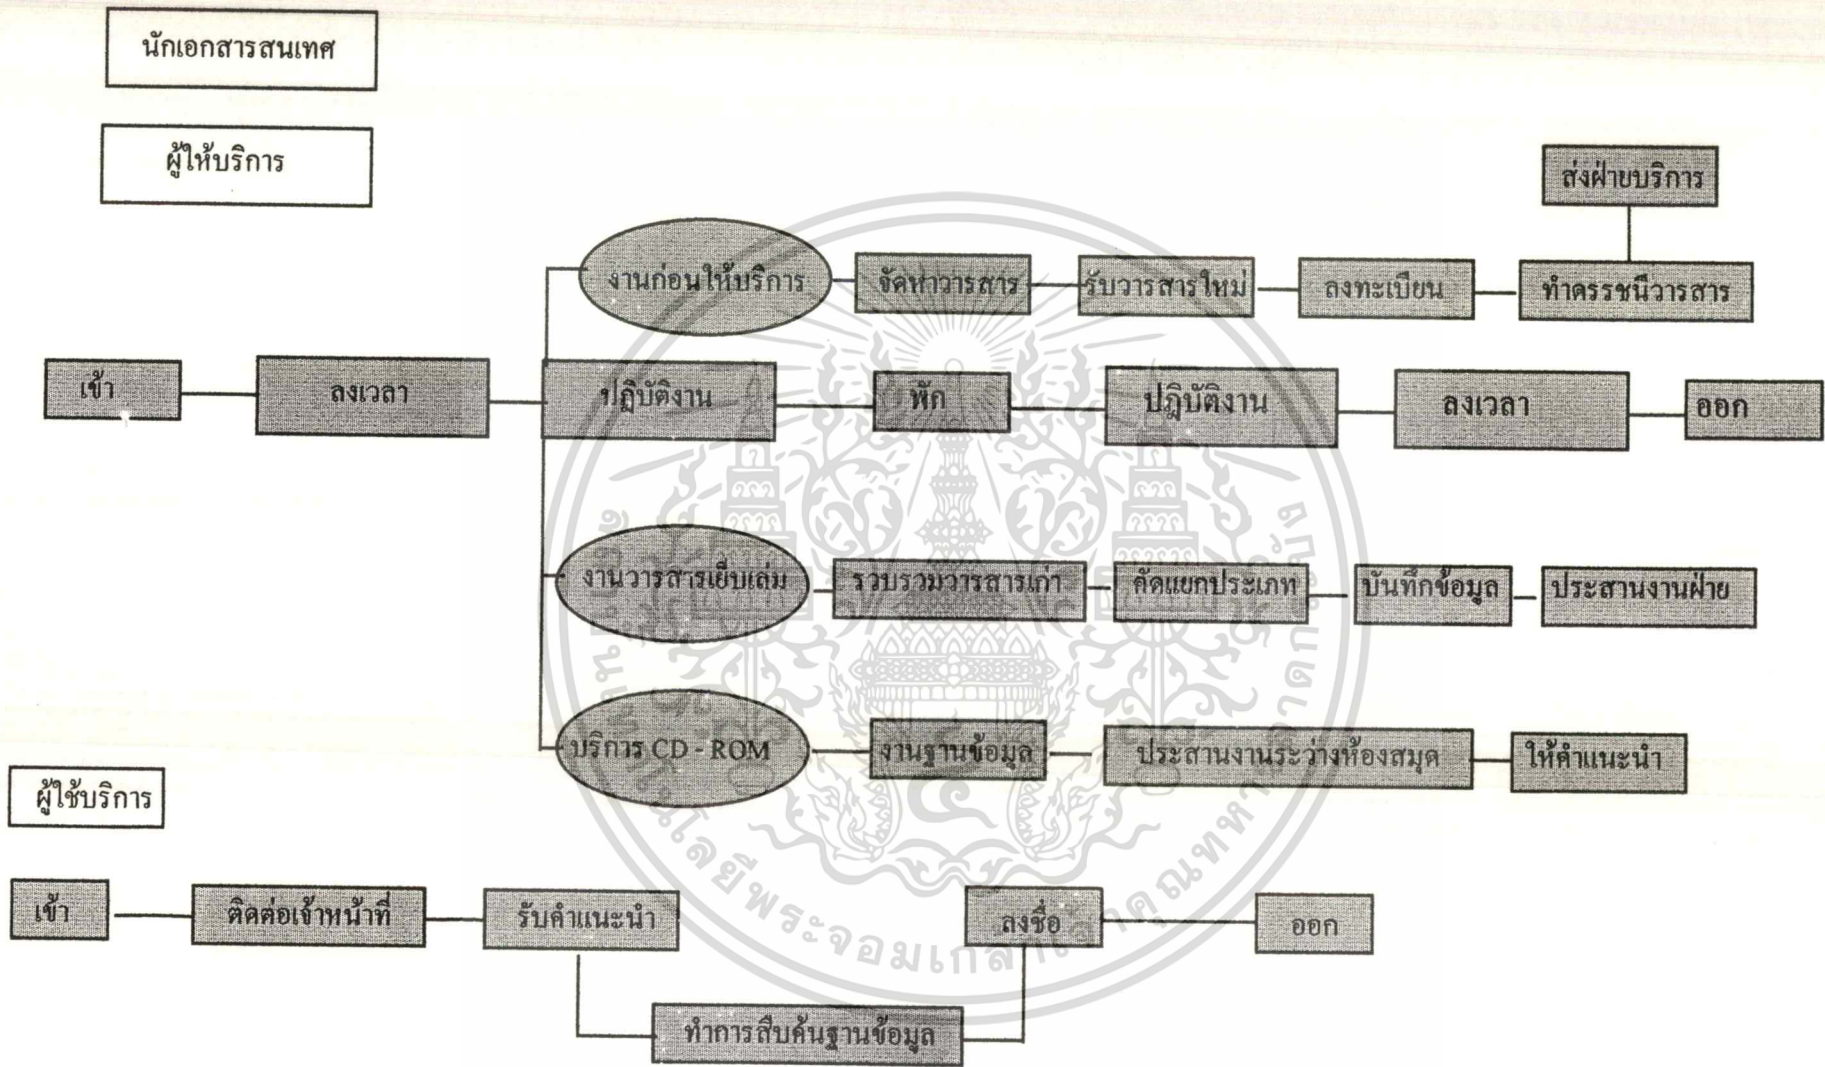 นักเอกสารสนเทศ
ผู้ให้บริการ
ส่งฝ่ายบริการ
งานก่อนให้บริการ
จัดหาวารสาร
รับวารสารใหม่
ลงทะเบียน
ทำดรรชนีวารสาร
เข้า
ลงเวลา
ปฏิบัติงาน
พัก
ปฏิบัติงาน
ลงเวลา
ออก
งานวารสารเย็บเล่ม
รวบรวมวารสารเก่า
คัดแยกประเภท
บันทึกข้อมูล
ประสานงานฝ่าย
บริการ CD - ROM
งานฐานข้อมูล
ประสานงานระว่างห้องสมุด
ให้คำแนะนำ
ผู้ใช้บริการ
เข้า
ติดต่อเจ้าหน้าที่
รับคำแนะนำ
ลงชื่อ
ออก
ทำการสืบค้นฐานข้อมูล